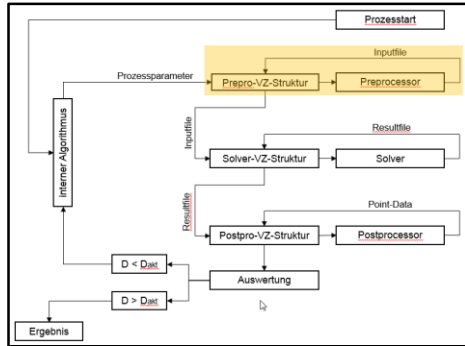 Prozesstart
Inputfile
Prozessparameter
Prepro-VZ-Struktur
Preprocessor
interner Algorithmus
Inputfile
Resultfile
Solver-VZ-Struktur
Solver
Resultfile
Point-Data
Postpro-VZ-Struktur
Postprocessor
D < Dakt
Auswertung
D > Dakt
Ergebnis